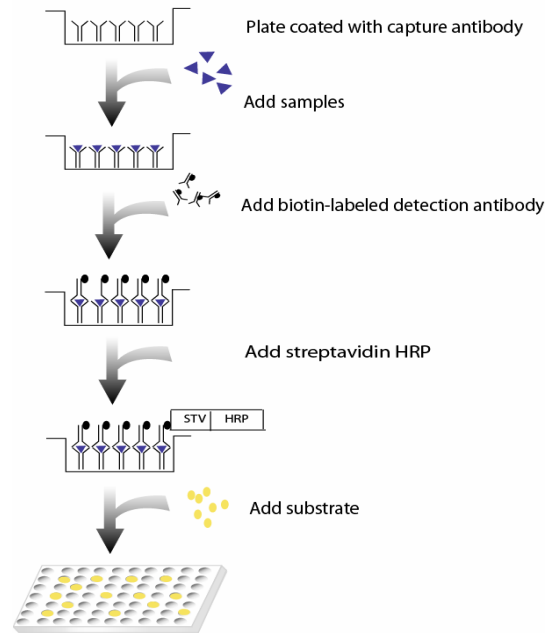 Plate coated with capture antibody
Add samples
Add biotin-labeled detection antibody
Add streptavidin HRP
STV HRP
Add substrate